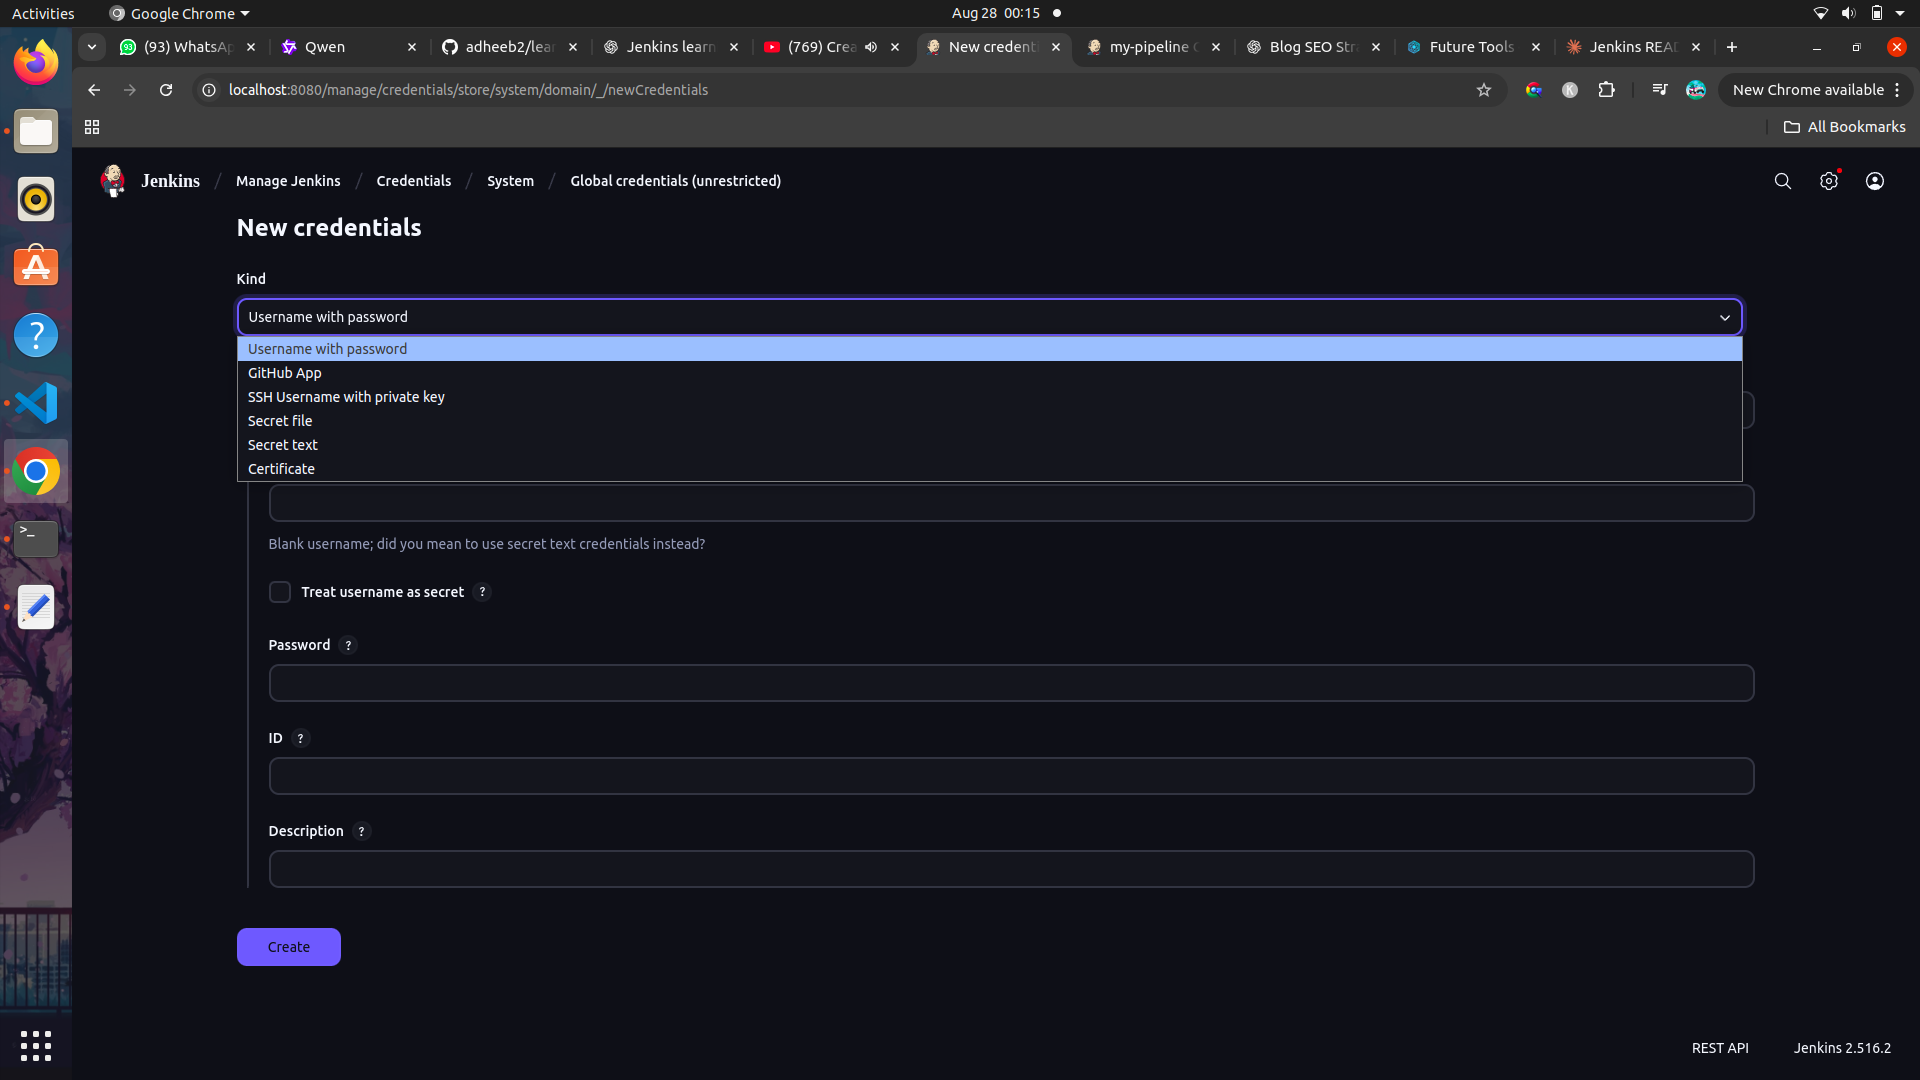 Activities
Google Chrome
Aug 28 00:15
(93) WhatsAp
Qwen
adheeb2/lear
Jenkins learn
(769) Crea
New credenti
my-pipeline
Blog SEO Stra
Future Tools
Jenkins READ
localhost:8080/manage/credentials/store/system/domain/_/newCredentials
New Chrome available
All Bookmarks
Jenkins / Manage Jenkins / Credentials / System / Global credentials (unrestricted)
New credentials
Kind
Username with password
Username with password
GitHub App
SSH Username with private key
Secret file
Secret text
Certificate
Blank username; did you mean to use secret text credentials instead?
Treat username as secret ?
Password ?
ID ?
Description ?
Create
REST API
Jenkins 2.516.2